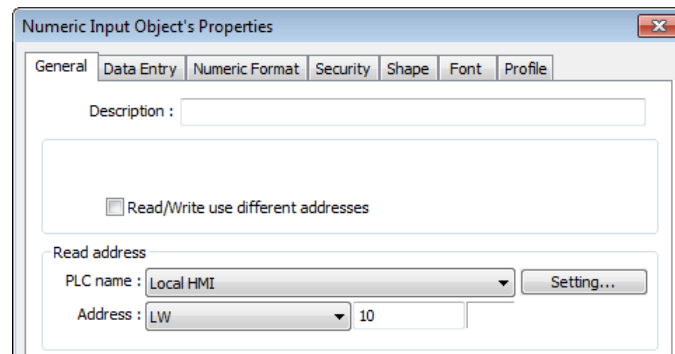 Numeric Input Object's Properties
General Data Entry Numeric Format Security Shape Font Profile
Description :
Read/Write use different addresses
Read address
PLC name : Local HMI Setting...
Address : LW 10